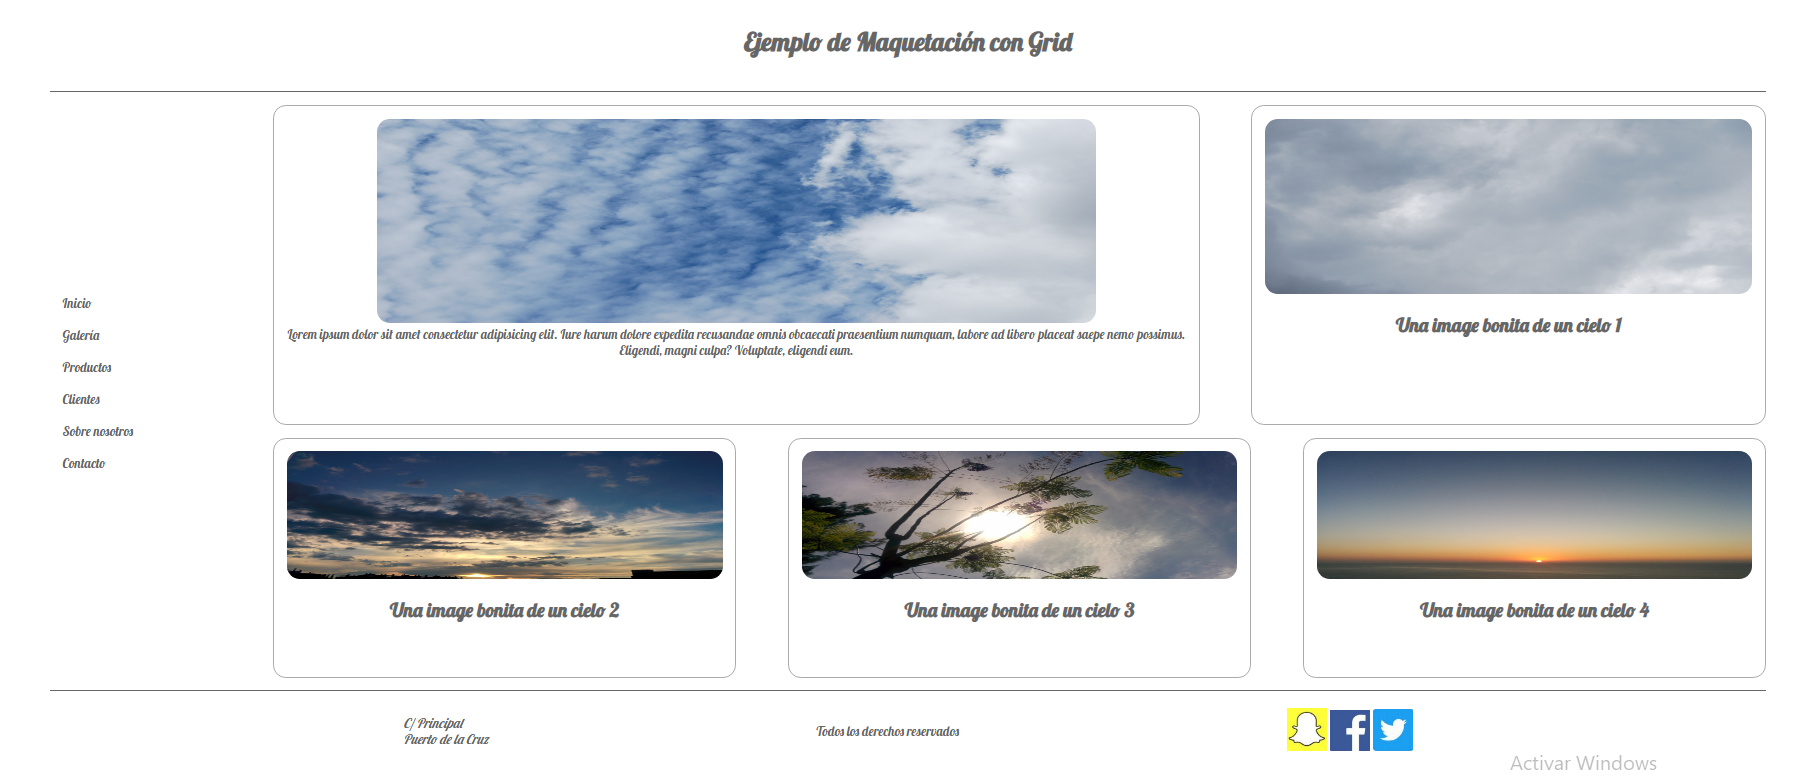 Ejemplo de Maquetación con Grid
Inicio
Galería
Productos
Clientes
Sobre nosotros
Contacto
Lorem ipsum dolor sit amet consectetur adipisicing elit. Iure harum dolore expedita recusandae omnis obcaecati praesentium numquam, labore ad libero placeat saepe nemo possimus.
Eligendi, magni culpa? Voluptate, eligendi eum.
Una image bonita de un cielo 1
Una image bonita de un cielo 2
Una image bonita de un cielo 3
Una image bonita de un cielo 4
C/ Principal
Puerto de la Cruz
Todos los derechos reservados
Activar Windows